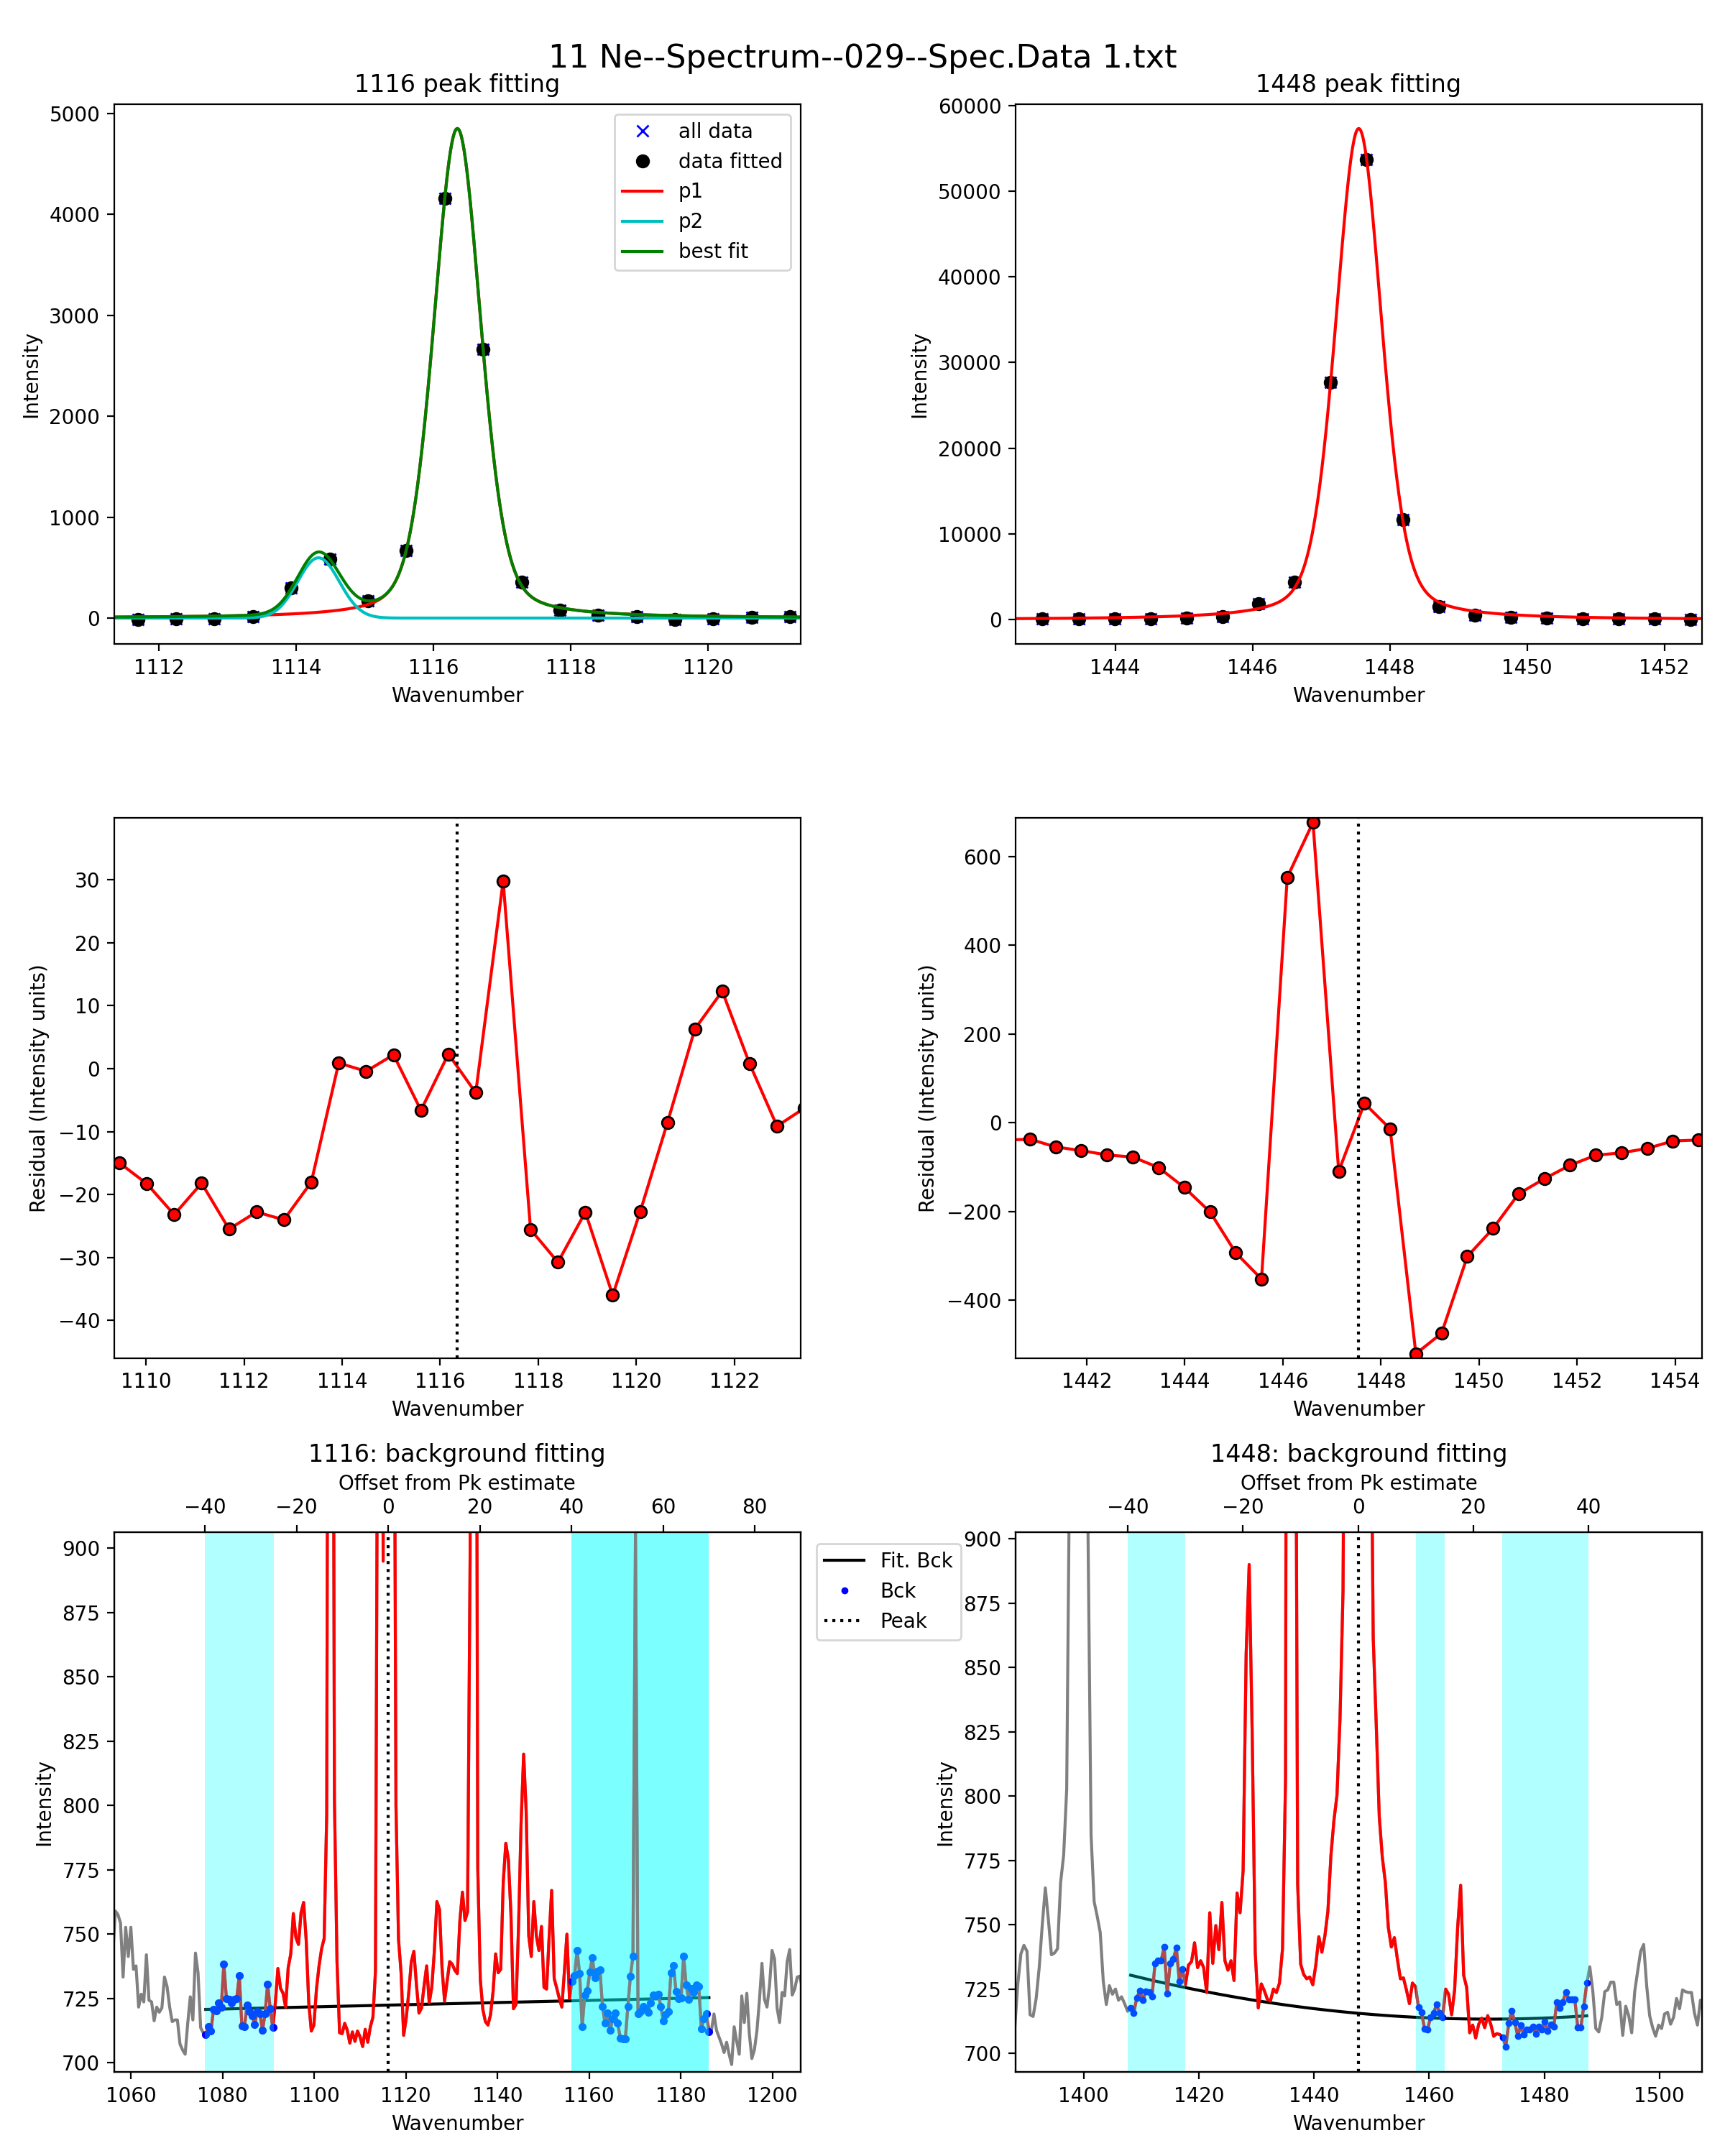 11 Ne--Spectrum--029--Spec.Data 1.txt
1116 peak fitting
5000
4000
3000
2000
1000
0
Intensity
all data
data fitted
p1
p2
best fit
1112 1114 1116 1118 1120
Wavenumber
1448 peak fitting
60000
50000
40000
30000
20000
10000
0
Intensity
1444 1446 1448 1450 1452
Wavenumber
30
20
10
0
−10
−20
−30
−40
Residual (Intensity units)
1110 1112 1114 1116 1118 1120 1122
Wavenumber
600
400
200
0
−200
−400
Residual (Intensity units)
1442 1444 1446 1448 1450 1452 1454
Wavenumber
1116: background fitting
Offset from Pk estimate
−40 −20 0 20 40 60 80
900
875
850
825
800
775
750
725
700
Intensity
1060 1080 1100 1120 1140 1160 1180 1200
Wavenumber
Fit. Bck
Bck
Peak
1448: background fitting
Offset from Pk estimate
−40 −20 0 20 40
900
875
850
825
800
775
750
725
700
Intensity
1400 1420 1440 1460 1480 1500
Wavenumber